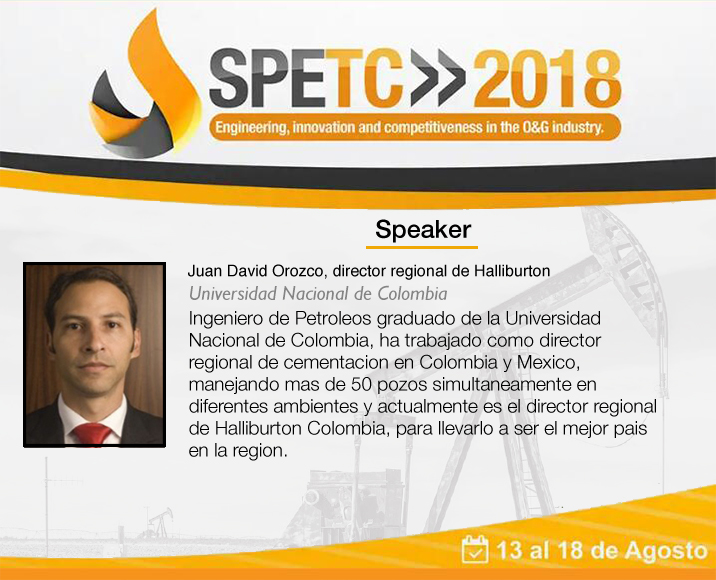 SPETC>>2018
Engineering, innovation and competitiveness in the O&G industry.
Speaker
Juan David Orozco, director regional de Halliburton
Universidad Nacional de Colombia
Ingeniero de Petroleos graduado de la Universidad
Nacional de Colombia, ha trabajado como director
regional de cementacion en Colombia y Mexico,
manejando mas de 50 pozos simultaneamente en
diferentes ambientes y actualmente es el director regional
de Halliburton Colombia, para llevarlo a ser el mejor pais
en la region.
13 al 18 de Agosto